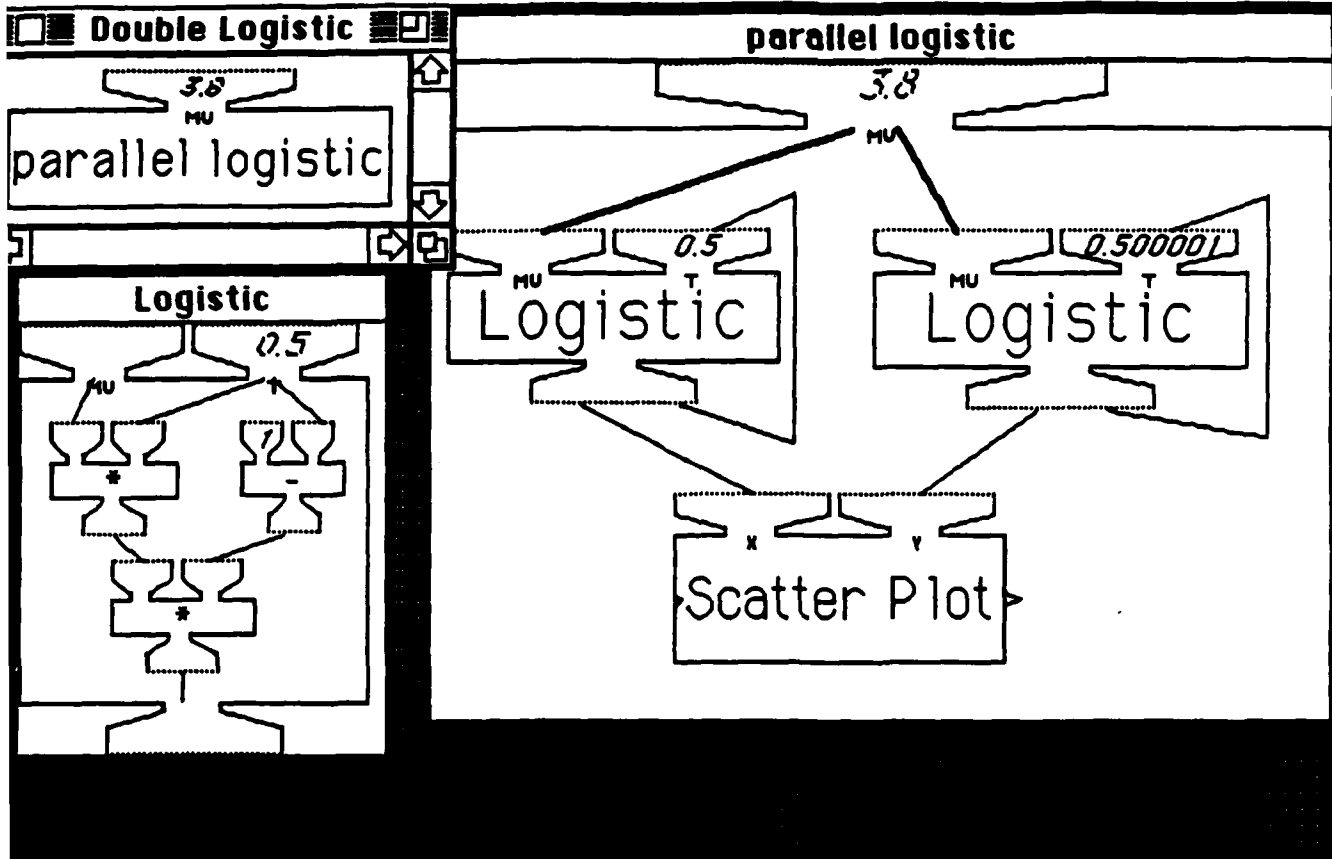 Double Logistic
3.8
MU
parallel logistic
parallel logistic
3.8
MU
0.5
MU T
Logistic
0.500001
MU T
Logistic
X Y
Scatter Plot
Logistic
0.5
MU T
* 1 -
*